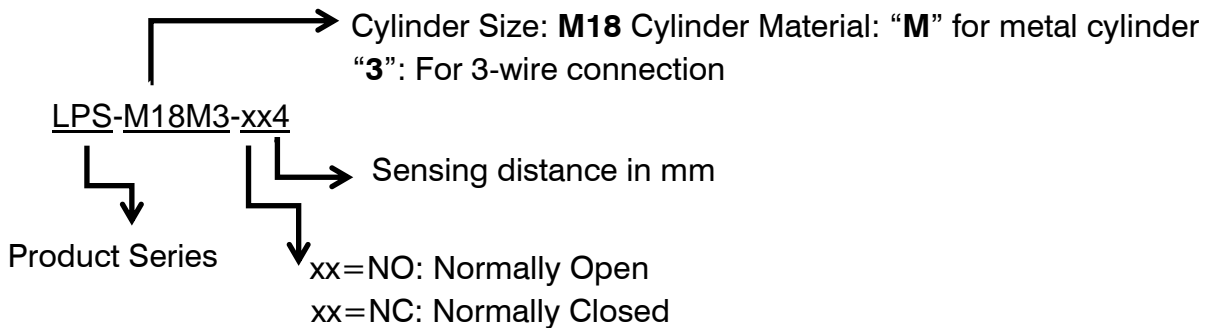 Cylinder Size: M18 Cylinder Material: “M” for metal cylinder
“3”: For 3-wire connection
LPS-M18M3-xx4
Sensing distance in mm
Product Series
xx=NO: Normally Open
xx=NC: Normally Closed